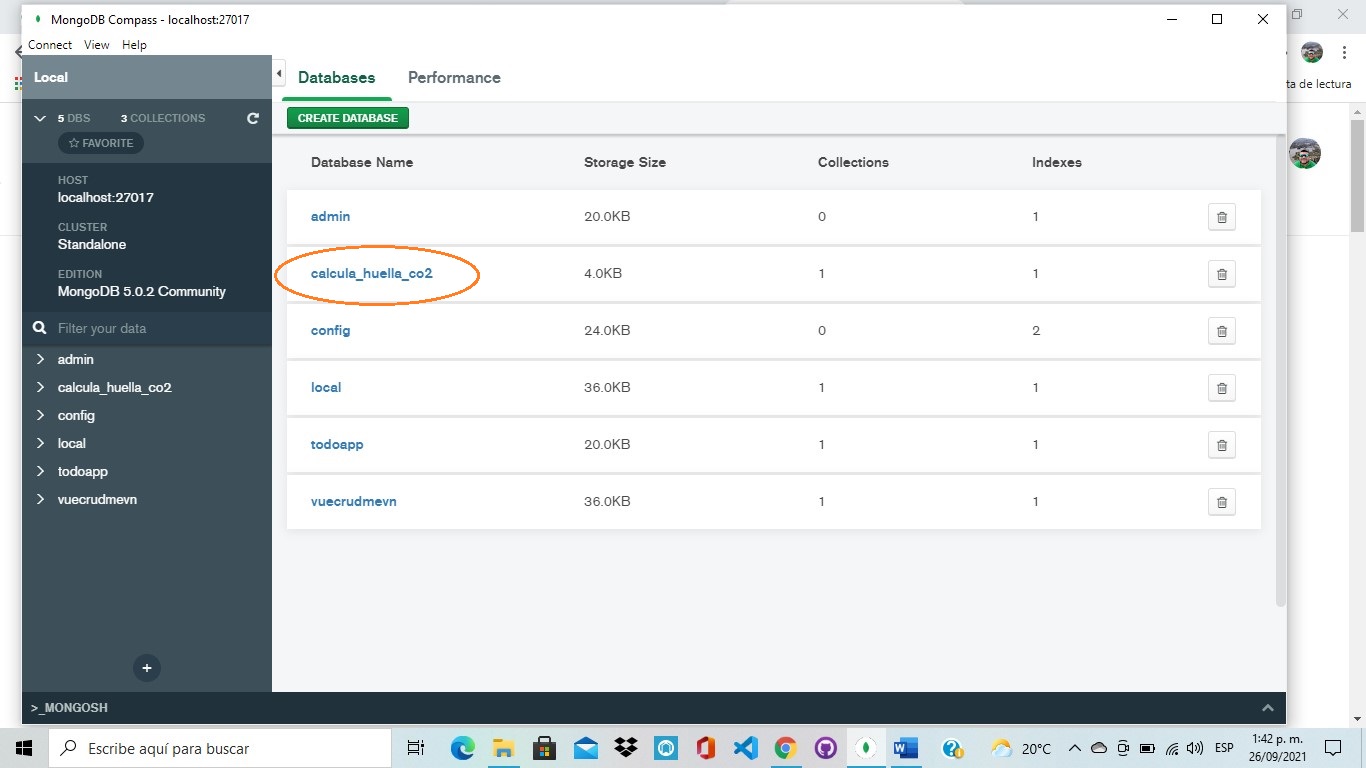 MongoDB Compass - localhost:27017
Connect View Help
Local
Databases Performance
ta de lectura
5 DBS 3 COLLECTIONS
FAVORITE
CREATE DATABASE
HOST
localhost:27017
CLUSTER
Standalone
EDITION
MongoDB 5.0.2 Community
Filter your data
admin
calcula_huella_co2
config
local
todoapp
vuecrudmevn
Database Name Storage Size Collections Indexes
admin 20.0KB 0 1
calcula_huella_co2 4.0KB 1 1
config 24.0KB 0 2
local 36.0KB 1 1
todoapp 20.0KB 1 1
vuecrudmevn 36.0KB 1 1
>_MONGOSH
Escribe aquí para buscar
20°C
ESP
1:42 p. m.
26/09/2021